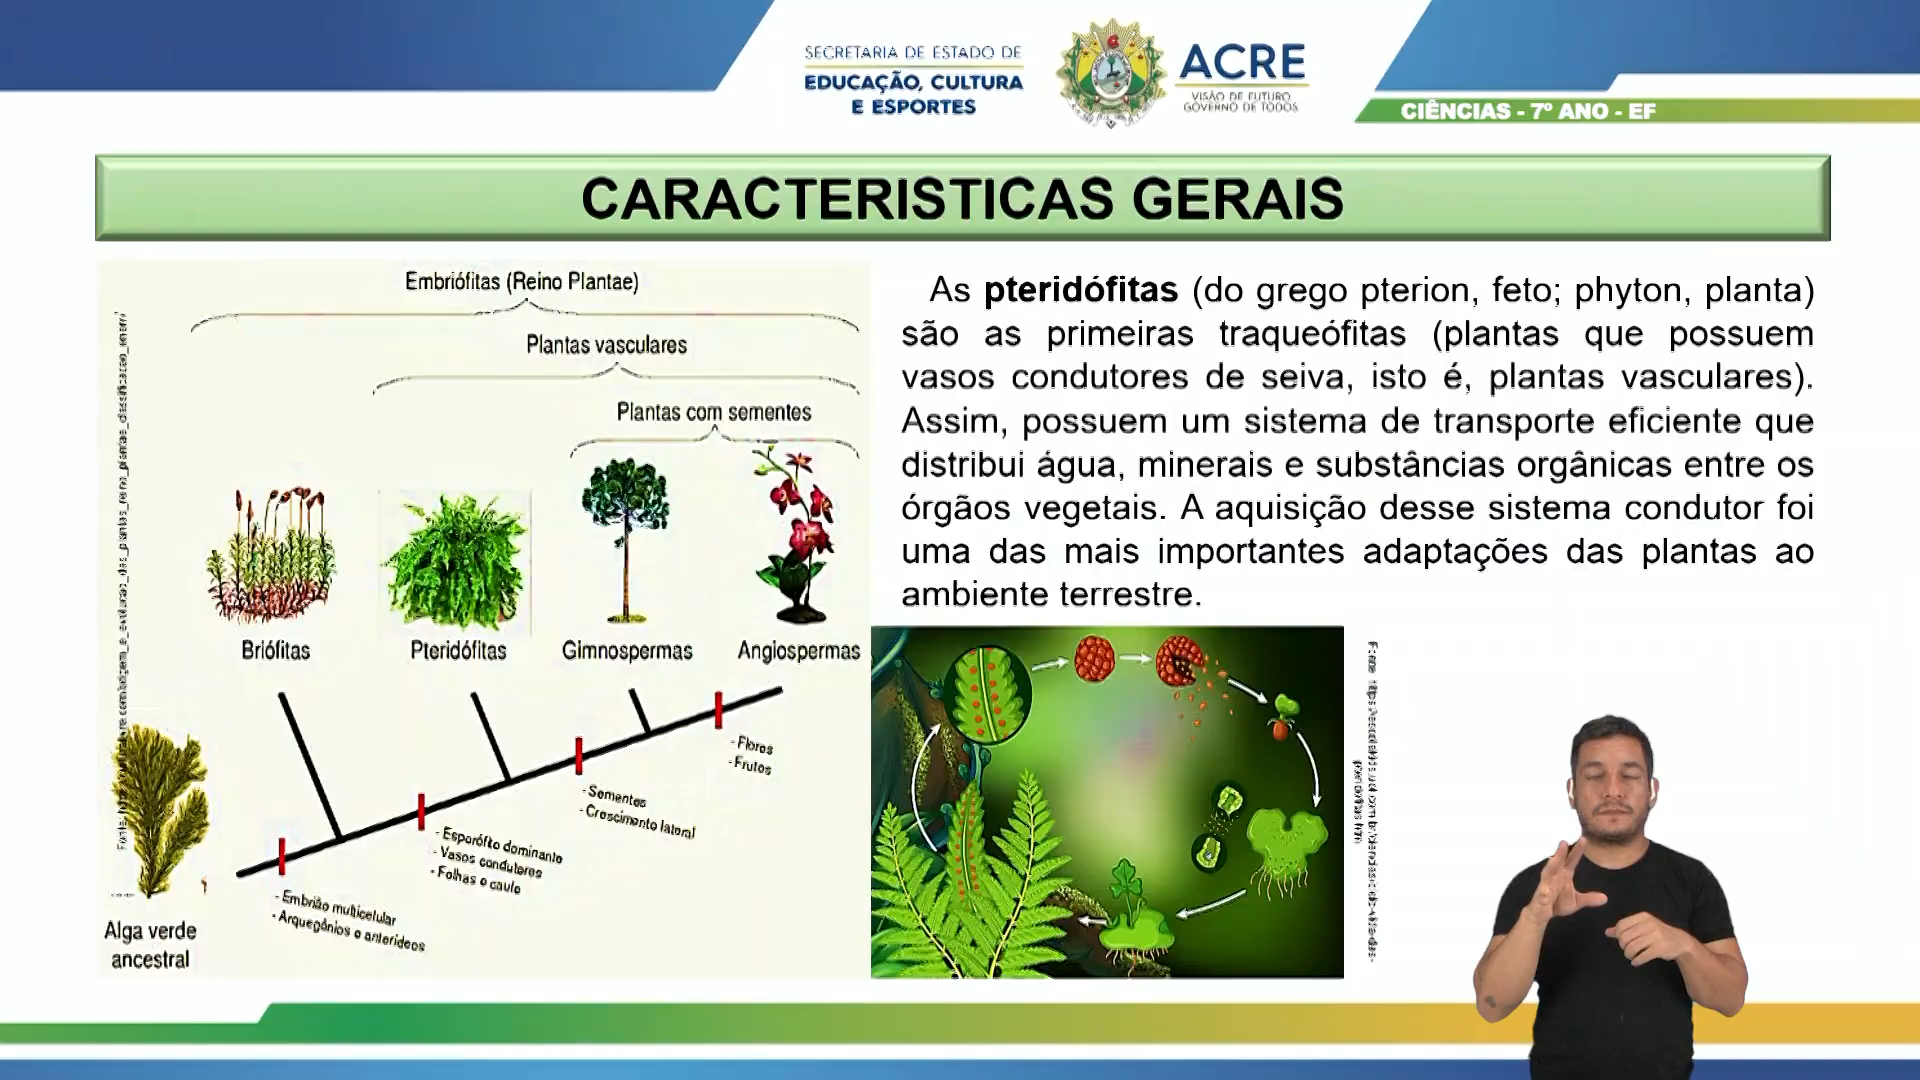 SECRETARIA DE ESTADO DE
EDUCAÇÃO, CULTURA
E ESPORTES
ACRE
VISÃO DE FUTURO
GOVERNO DE TODOS
CIÊNCIAS - 7º ANO - EF
CARACTERISTICAS GERAIS
Embriófitas (Reino Plantae)
Plantas vasculares
Plantas com sementes
Briófitas
Pteridófitas
Gimnospermas
Angiospermas
- Flores
- Frutos
- Sementes
- Crescimento lateral
- Esporófito dominante
- Vasos condutores
- Folhas e caule
- Embrião multicelular
- Arquegônios e anterídeos
Alga verde
ancestral
As pteridófitas (do grego pterion, feto; phyton, planta)
são as primeiras traqueófitas (plantas que possuem
vasos condutores de seiva, isto é, plantas vasculares).
Assim, possuem um sistema de transporte eficiente que
distribui água, minerais e substâncias orgânicas entre os
órgãos vegetais. A aquisição desse sistema condutor foi
uma das mais importantes adaptações das plantas ao
ambiente terrestre.